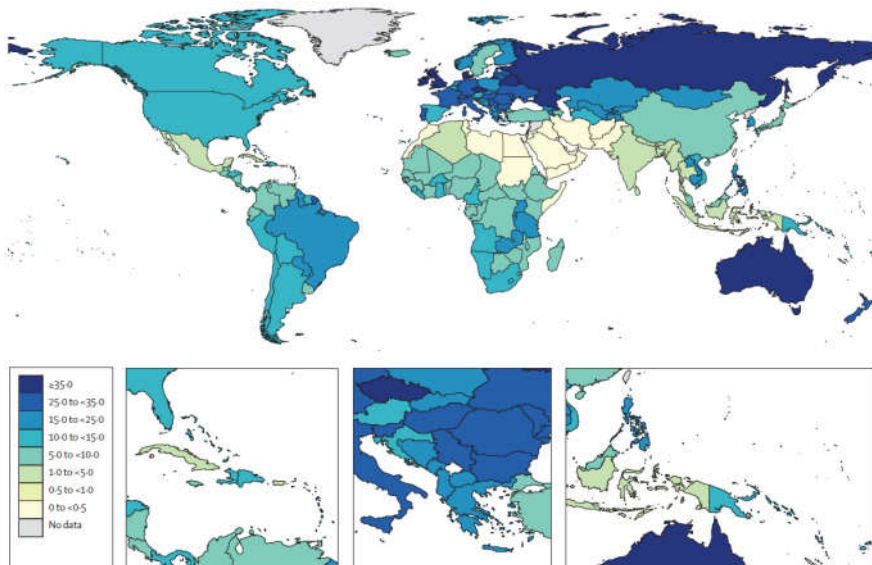 ≥35·0
25·0 to <35·0
15·0 to <25·0
10·0 to <15·0
5·0 to <10·0
1·0 to <5·0
0·5 to <1·0
0 to <0·5
No data